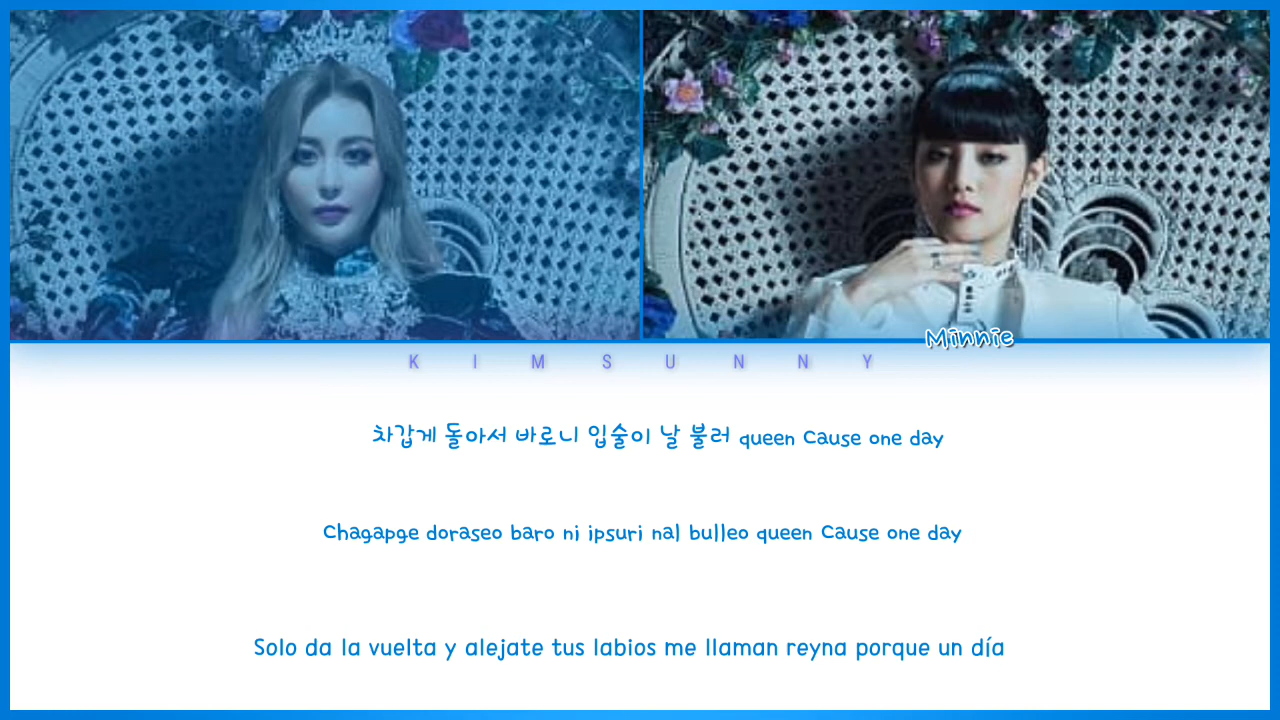 Minnie
K I M S U N N Y
차갑게 돌아서 바로니 입술이 날 불러 queen Cause one day
Chagapge doraseo baro ni ipsuri nal bulleo queen Cause one day
Solo da la vuelta y alejate tus labios me llaman reyna porque un día